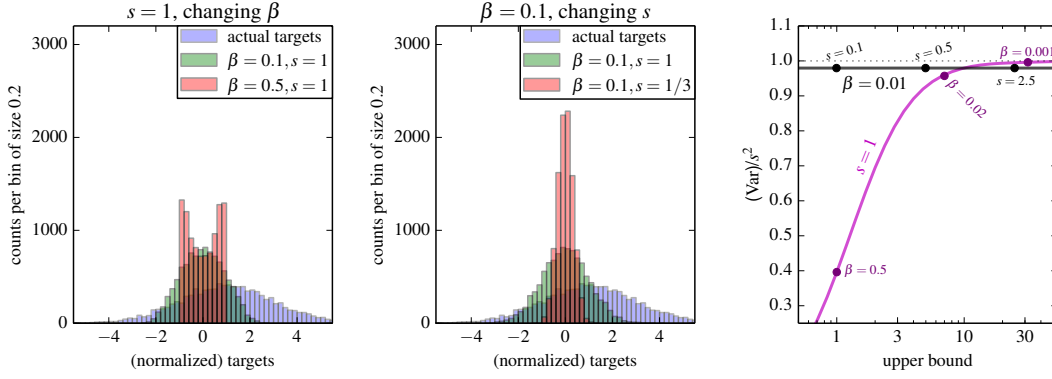 s = 1, changing β
3200
3000
2000
1000
0
counts per bin of size 0.2
actual targets
β = 0.1, s = 1
β = 0.5, s = 1
−4 −2 0 2 4
(normalized) targets
β = 0.1, changing s
3200
3000
2000
1000
0
counts per bin of size 0.2
actual targets
β = 0.1, s = 1
β = 0.1, s = 1/3
−4 −2 0 2 4
(normalized) targets
1.1
1.0
0.9
0.8
0.7
0.6
0.5
0.4
0.3
(Var)/s²
s = 0.1
s = 0.5
β = 0.001
β = 0.01
s = 2.5
β = 0.02
s = 1
β = 0.5
1 3 10 30
upper bound